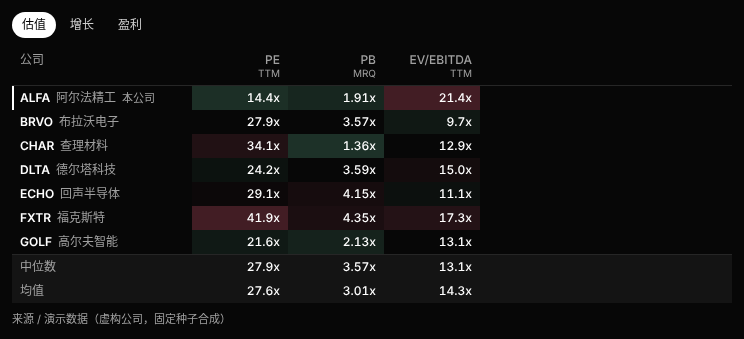 估值 增长 盈利
公司 PE PB EV/EBITDA
TTM MRQ TTM
ALFA 阿尔法精工 本公司 14.4x 1.91x 21.4x
BRVO 布拉沃电子 27.9x 3.57x 9.7x
CHAR 查理材料 34.1x 1.36x 12.9x
DLTA 德尔塔科技 24.2x 3.59x 15.0x
ECHO 回声半导体 29.1x 4.15x 11.1x
FXTR 福克斯特 41.9x 4.35x 17.3x
GOLF 高尔夫智能 21.6x 2.13x 13.1x
中位数 27.9x 3.57x 13.1x
均值 27.6x 3.01x 14.3x
来源 / 演示数据（虚构公司，固定种子合成）